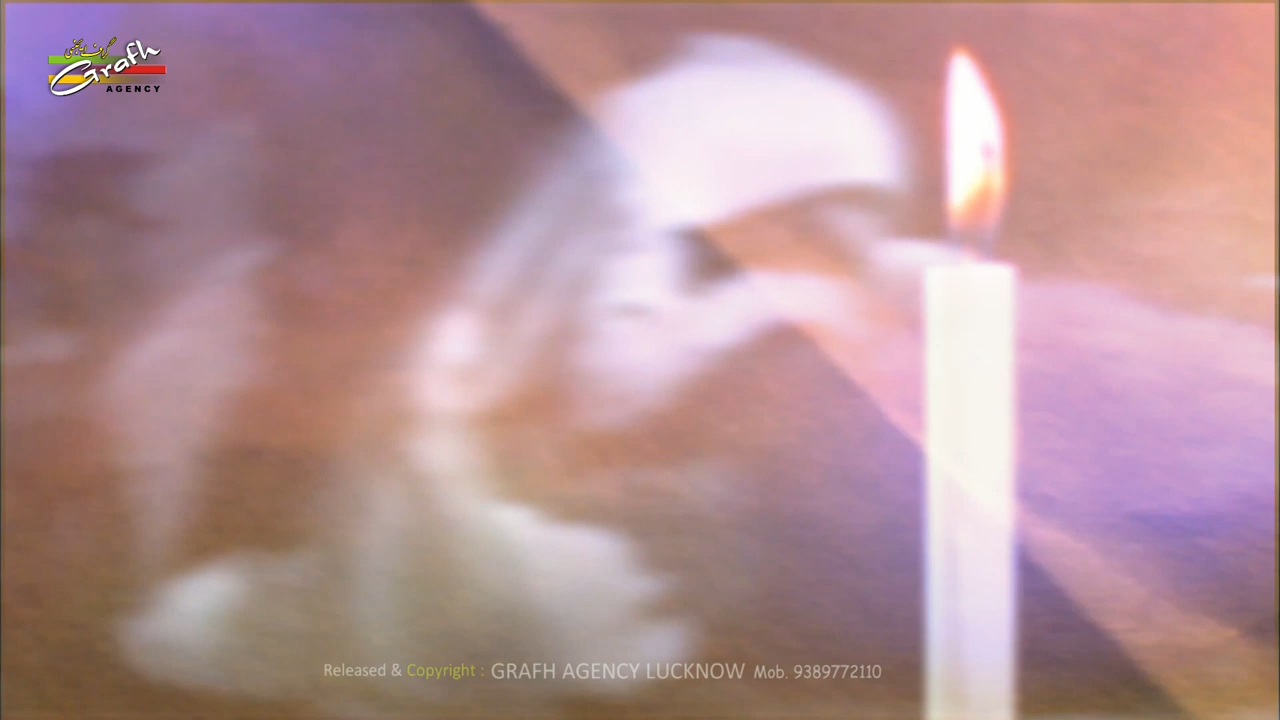 گراف ایجنسی
Grafh
AGENCY
Released & Copyright : GRAFH AGENCY LUCKNOW Mob. 9389772110